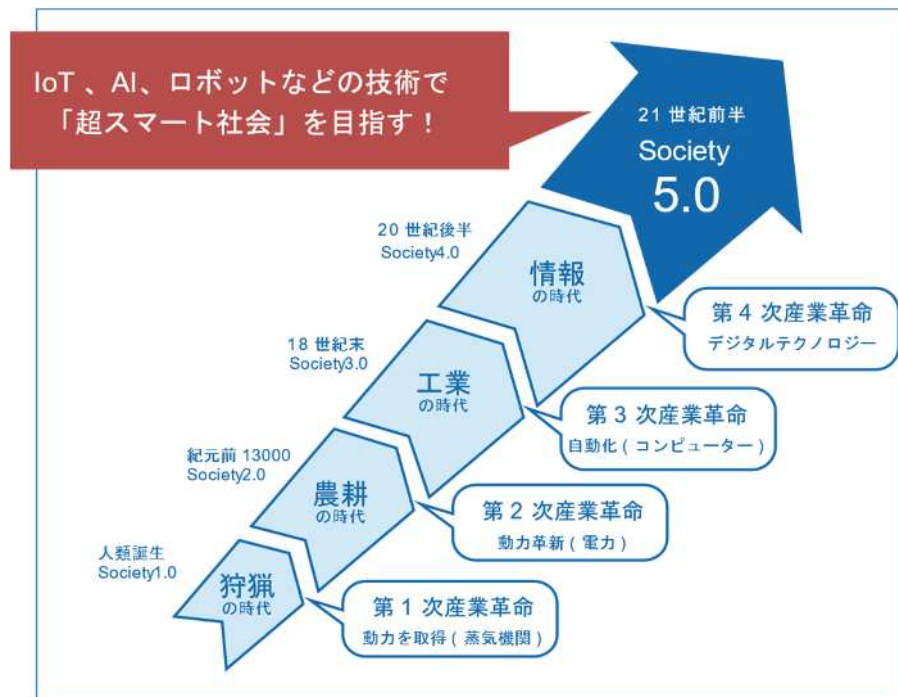 IoT 、AI、ロボットなどの技術で
「超スマート社会」を目指す！
21 世紀前半
Society
5.0
20 世紀後半
Society4.0
情報
の時代
第 4 次産業革命
デジタルテクノロジー
18 世紀末
Society3.0
工業
の時代
第 3 次産業革命
自動化 ( コンピューター )
紀元前 13000
Society2.0
農耕
の時代
第 2 次産業革命
動力革新 ( 電力 )
人類誕生
Society1.0
狩猟
の時代
第 1 次産業革命
動力を取得 ( 蒸気機関 )